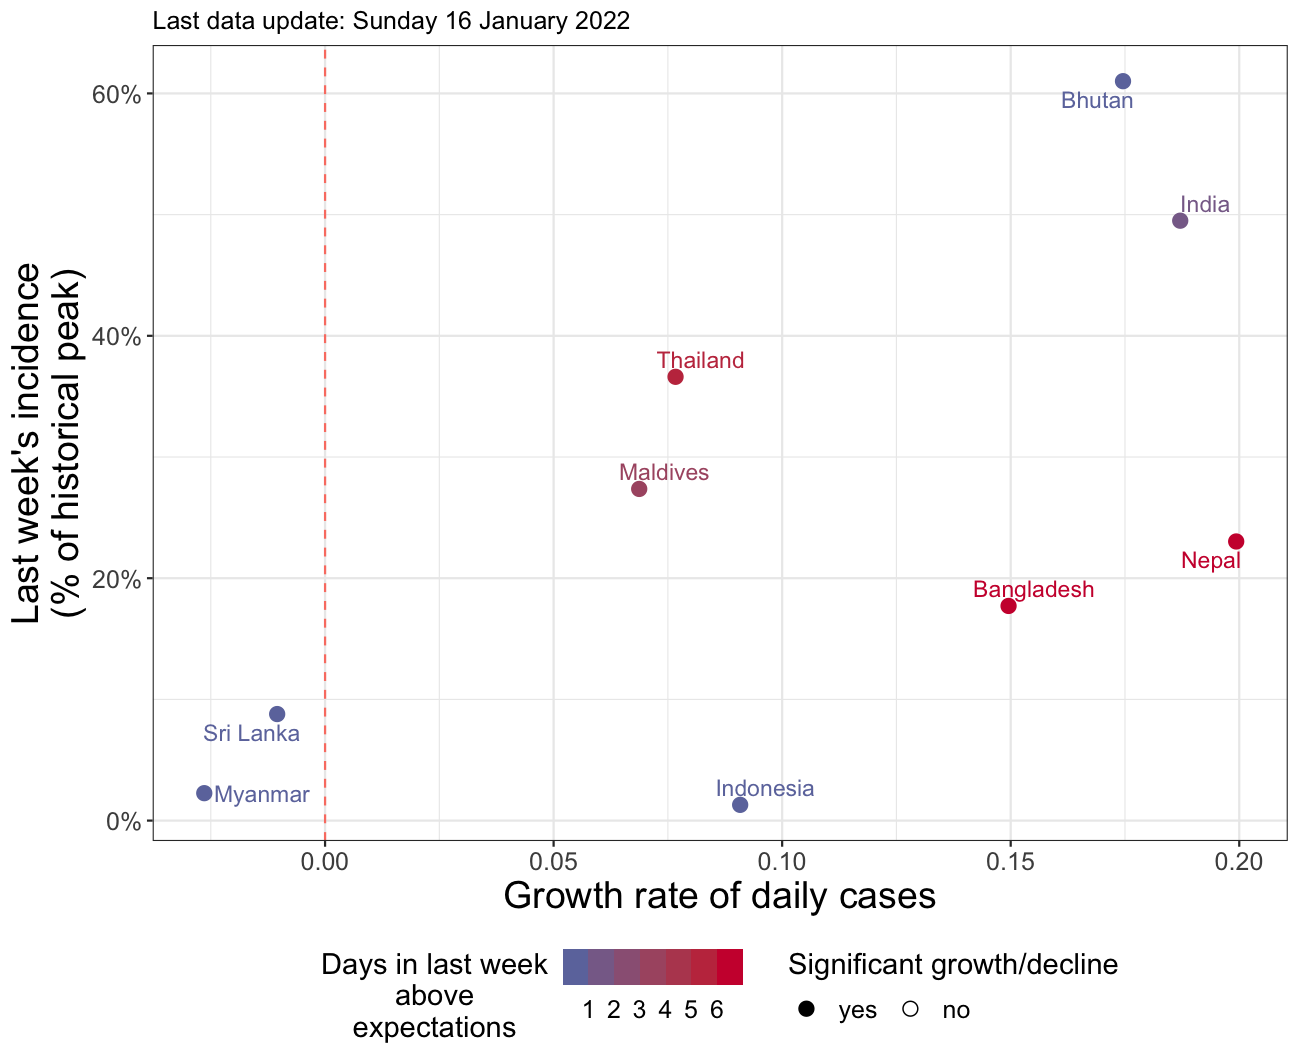 Last data update: Sunday 16 January 2022
60%
40%
20%
0%
Last week's incidence
(% of historical peak)
Bhutan
India
Thailand
Maldives
Nepal
Bangladesh
Sri Lanka
Myanmar
Indonesia
0.00 0.05 0.10 0.15 0.20
Growth rate of daily cases
Days in last week
above
expectations
1 2 3 4 5 6
Significant growth/decline
yes no